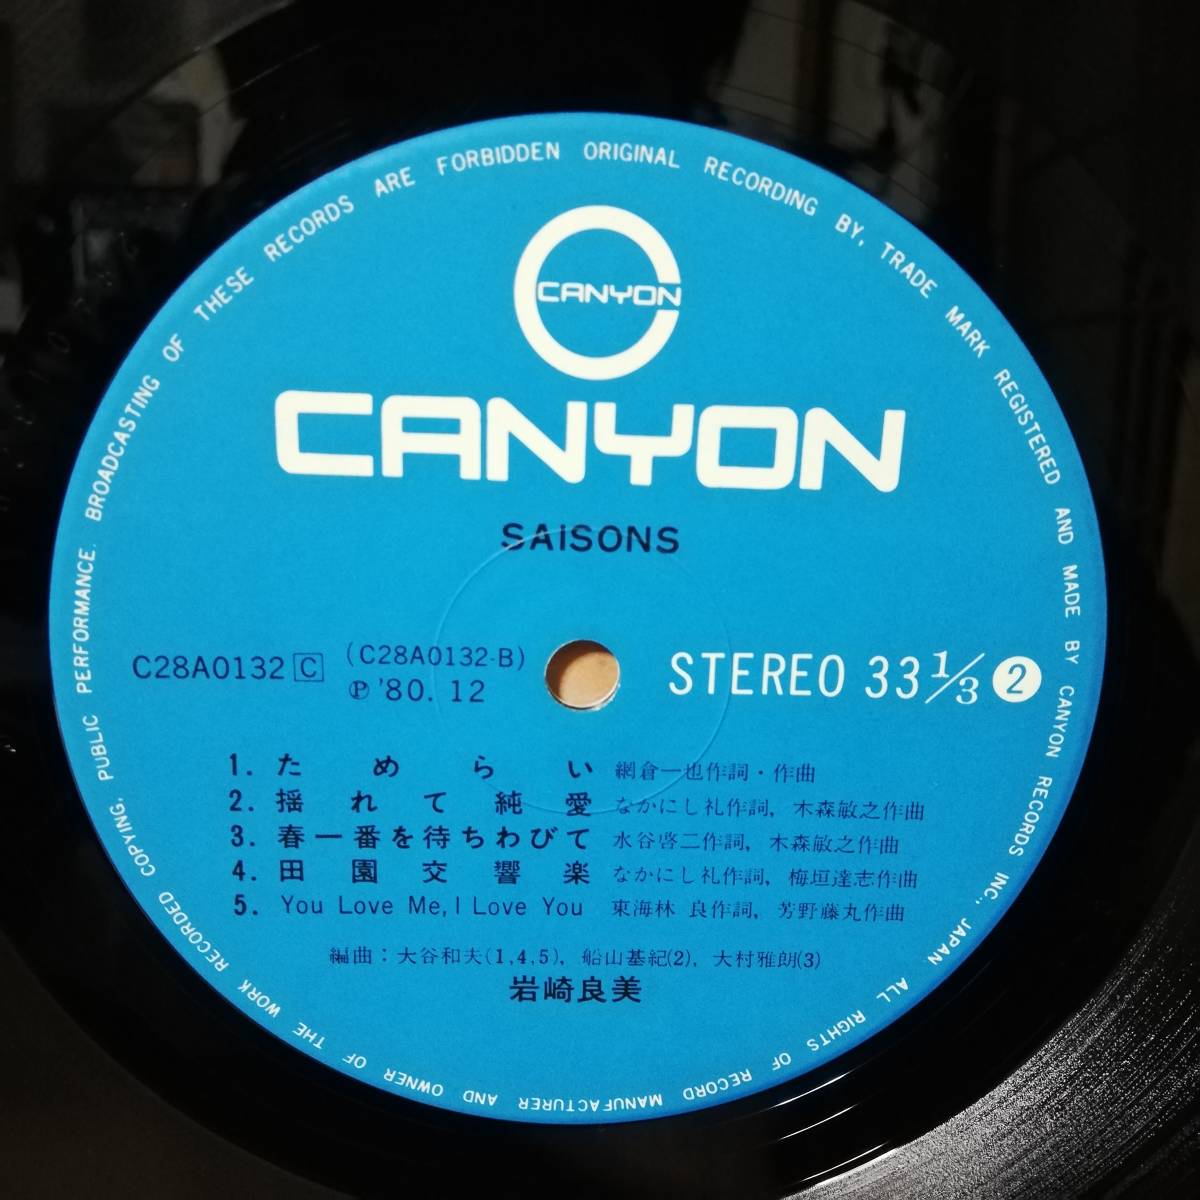 BROADCASTING OF THESE RECORDS ARE FORBIDDEN ORIGINAL RECORDING BY, TRADE MARK REGISTERED AND MADE BY CANYON RECORDS INC., JAPAN ALL RIGHTS OF RECORD MANUFACTURER AND OWNER OF THE WORK RECORDED COPYING, PUBLIC PERFORMANCE.
CANYON
CANYON
SAISONS
C28A0132 C (C28A0132-B)
℗ '80. 12
STEREO 33 1/3 2
1. ためらい 網倉一也作詞・作曲
2. 揺れて純愛 なかにし礼作詞, 木森敏之作曲
3. 春一番を待ちわびて 水谷啓二作詞, 木森敏之作曲
4. 田園交響楽 なかにし礼作詞, 梅垣達志作曲
5. You Love Me, I Love You 東海林 良作詞, 芳野藤丸作曲
編曲：大谷和夫(1,4,5), 船山基紀(2), 大村雅朗(3)
岩崎良美